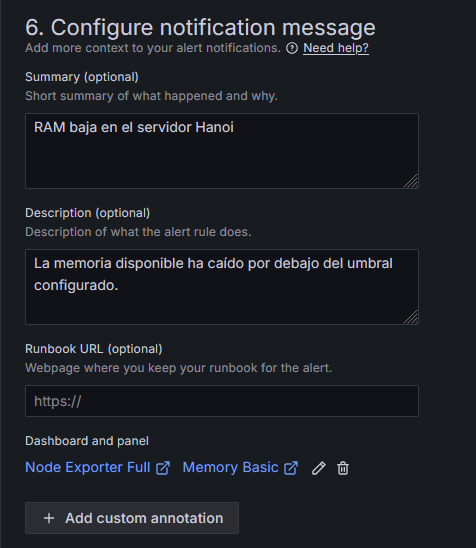 6. Configure notification message
Add more context to your alert notifications. Need help?
Summary (optional)
Short summary of what happened and why.
RAM baja en el servidor Hanoi
Description (optional)
Description of what the alert rule does.
La memoria disponible ha caído por debajo del umbral
configurado.
Runbook URL (optional)
Webpage where you keep your runbook for the alert.
https://
Dashboard and panel
Node Exporter Full Memory Basic
+ Add custom annotation